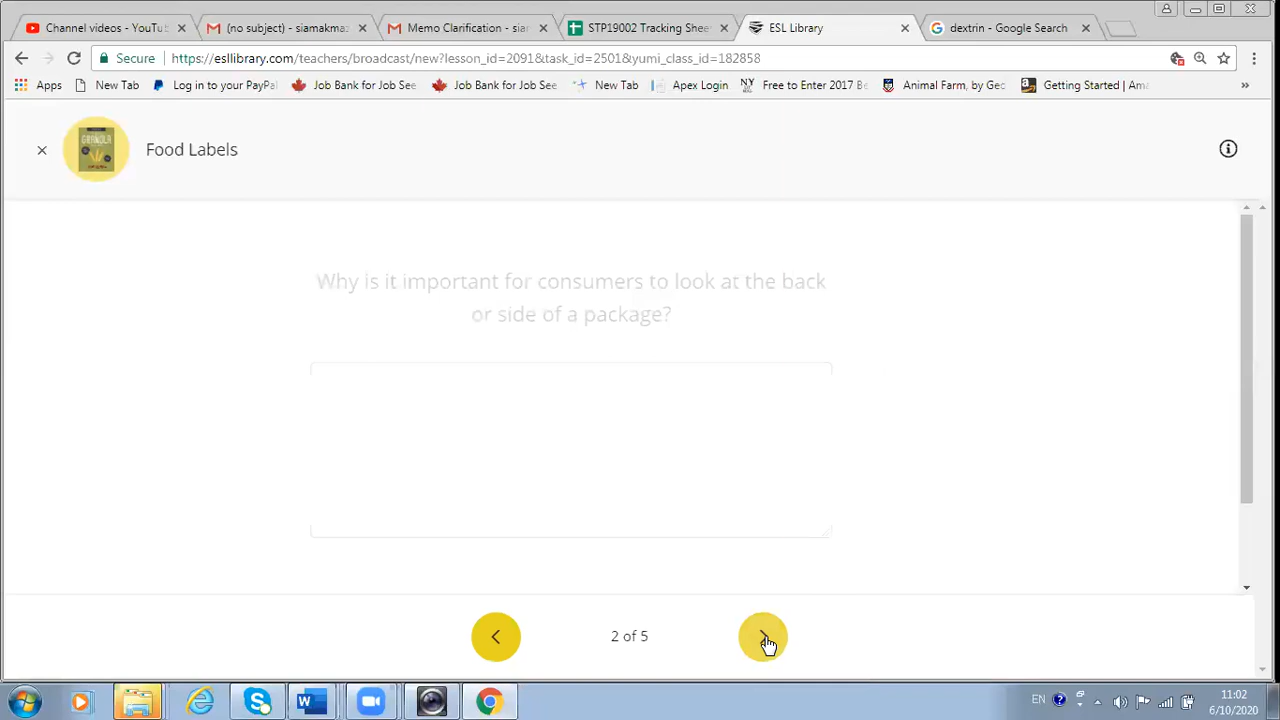 Channel videos - YouTu
(no subject) - siamakmaz
Memo Clarification - sia
STP19002 Tracking Shee
ESL Library
dextrin - Google Search
Secure
https://esllibrary.com/teachers/broadcast/new?lesson_id=2091&task_id=2501&yumi_class_id=182858
Apps
New Tab
Log in to your PayPal
Job Bank for Job See
Job Bank for Job See
New Tab
Apex Login
NY
Free to Enter 2017 Be
Animal Farm, by Geo
Getting Started | Ama
»
GRANOLA
Food Labels
Why is it important for consumers to look at the back
or side of a package?
2 of 5
EN
11:02
6/10/2020